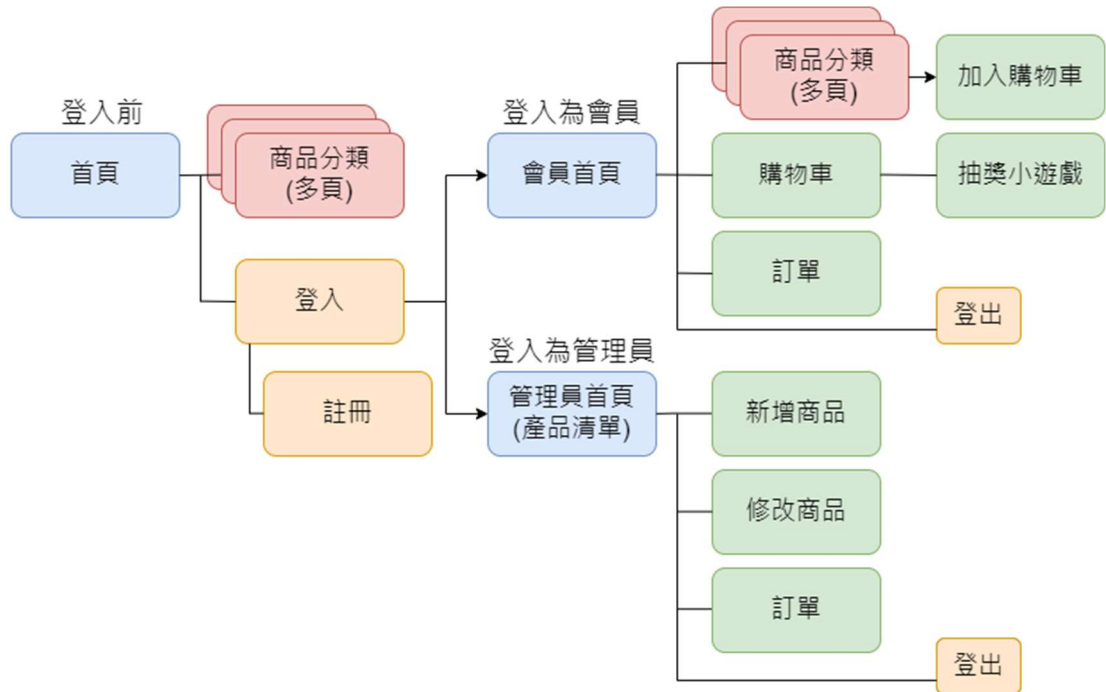 登入前
首頁
商品分類
(多頁)
登入
註冊
登入為會員
會員首頁
商品分類
(多頁)
加入購物車
購物車
抽獎小遊戲
訂單
登出
登入為管理員
管理員首頁
(產品清單)
新增商品
修改商品
訂單
登出